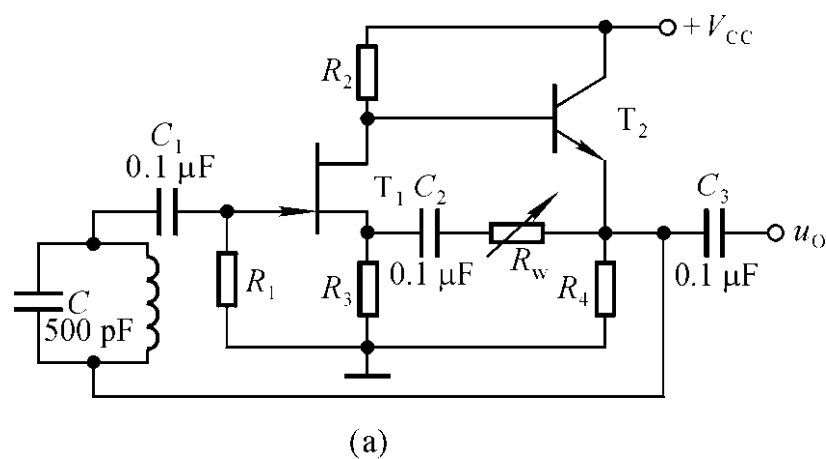 +V_CC
R_2
T_2
C_1
0.1 μF
T_1 C_2
C_3
u_O
R_w
R_1
R_3
0.1 μF
R_4
0.1 μF
C
500 pF
(a)